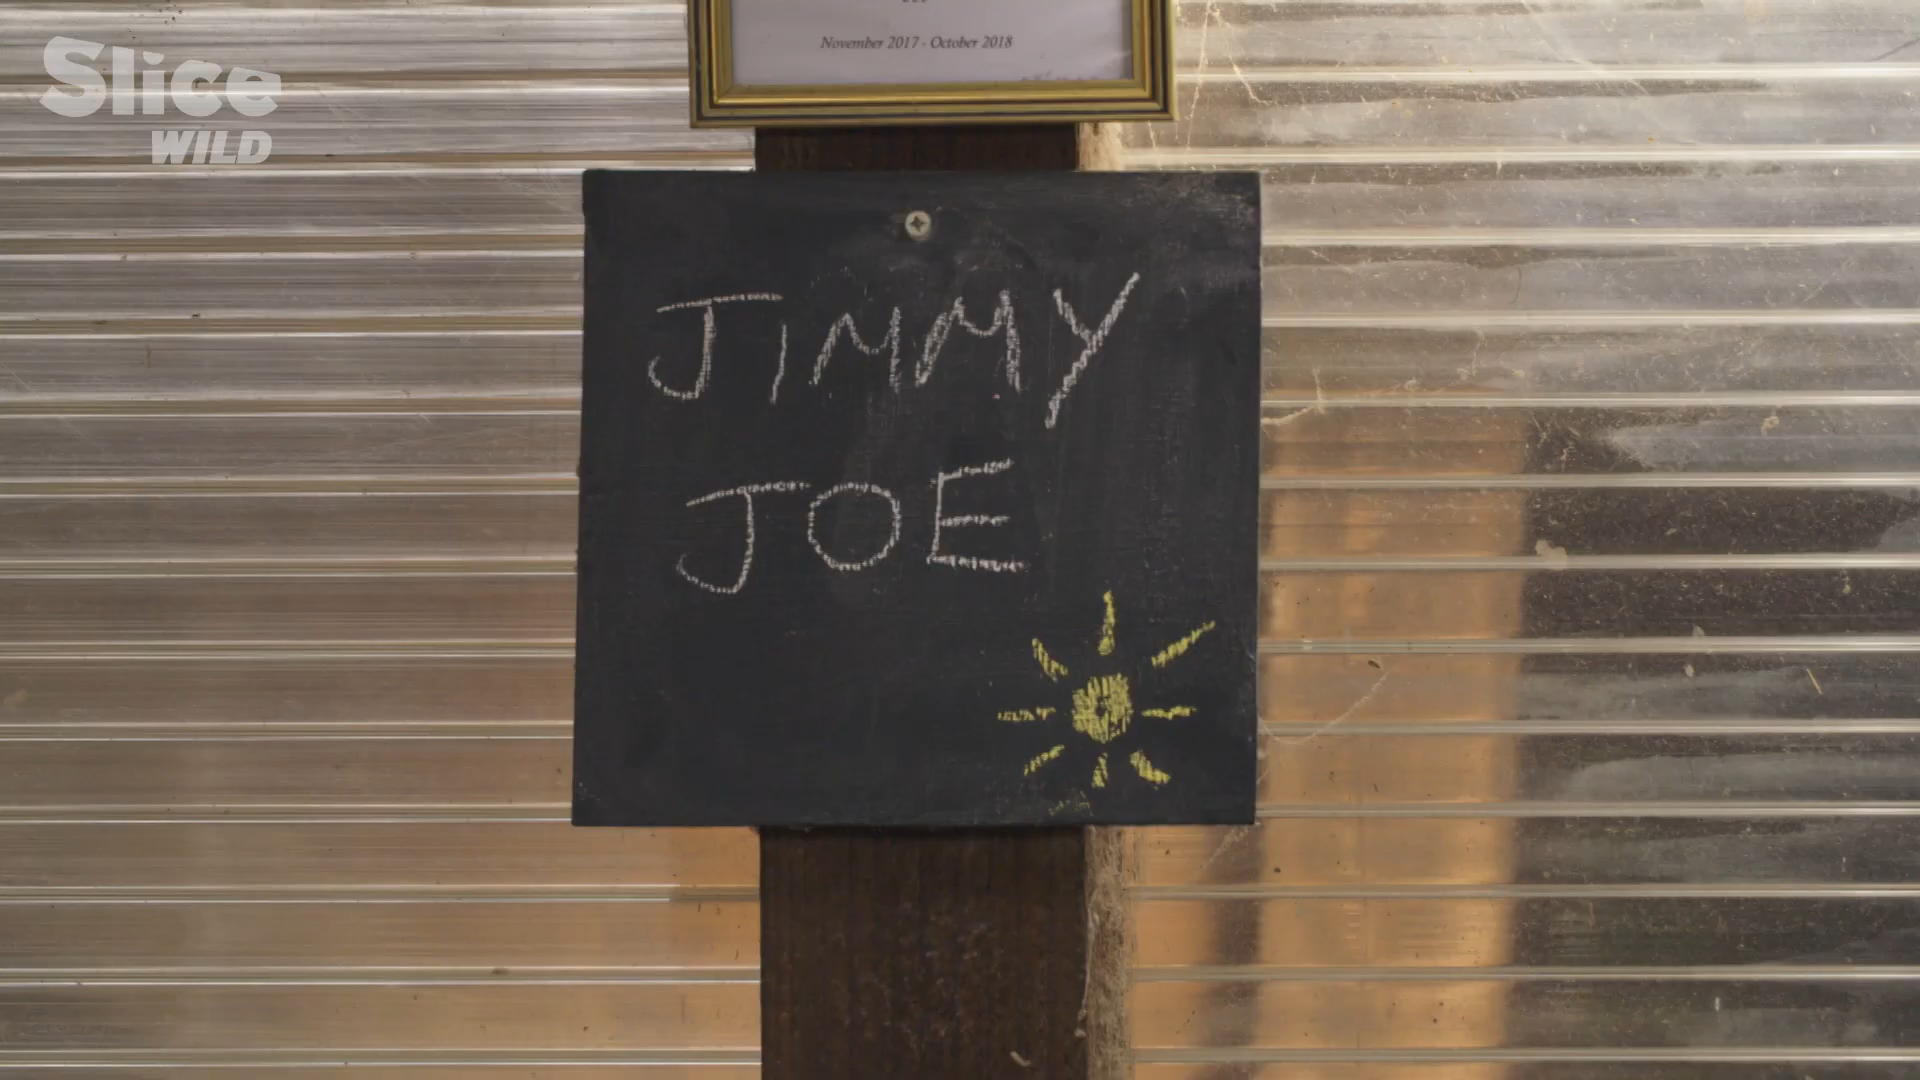 Slice
WILD
November 2017 - October 2018
JIMMY
JOE